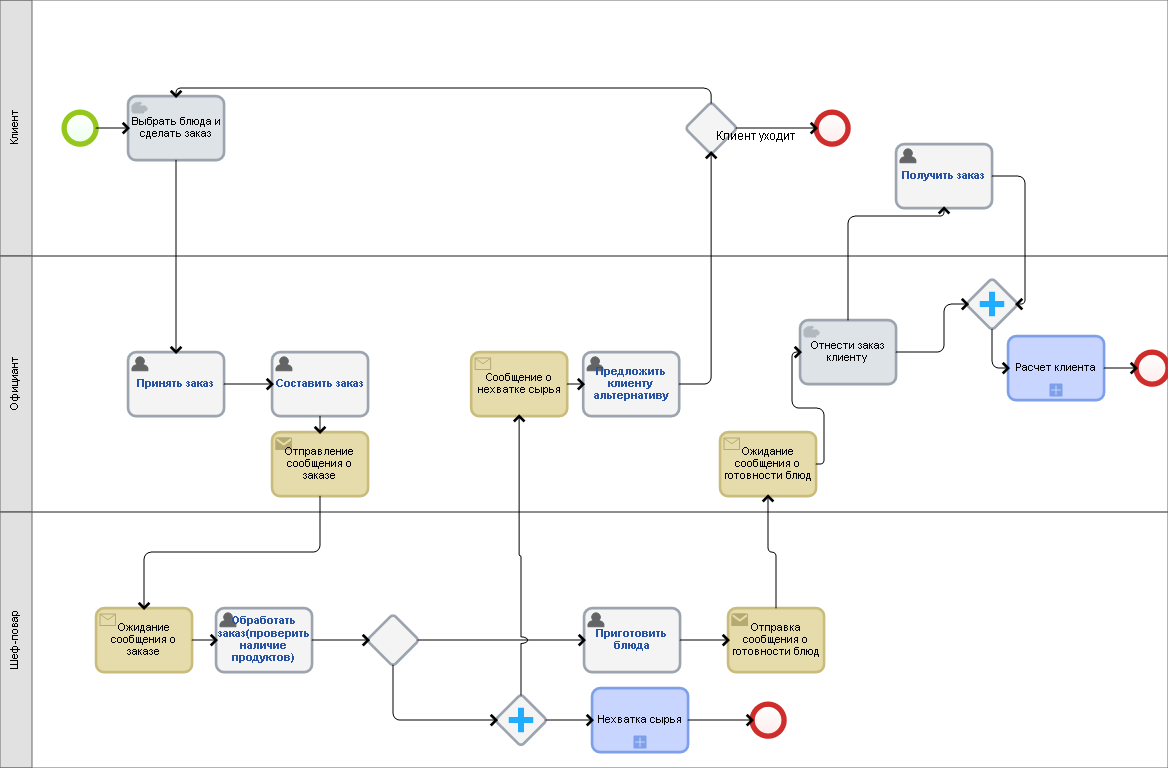 Клиент
Выбрать блюда и
сделать заказ
Клиент уходит
Получить заказ
Официант
Принять заказ
Составить заказ
Отправление
сообщения о
заказе
Сообщение о
нехватке сырья
Предложить
клиенту
альтернативу
Ожидание
сообщения о
готовности блюд
Отнести заказ
клиенту
Расчет клиента
Шеф-повар
Ожидание
сообщения о
заказе
Обработать
заказ(проверить
наличие
продуктов)
Приготовить
блюда
Отправка
сообщения о
готовности блюд
Нехватка сырья